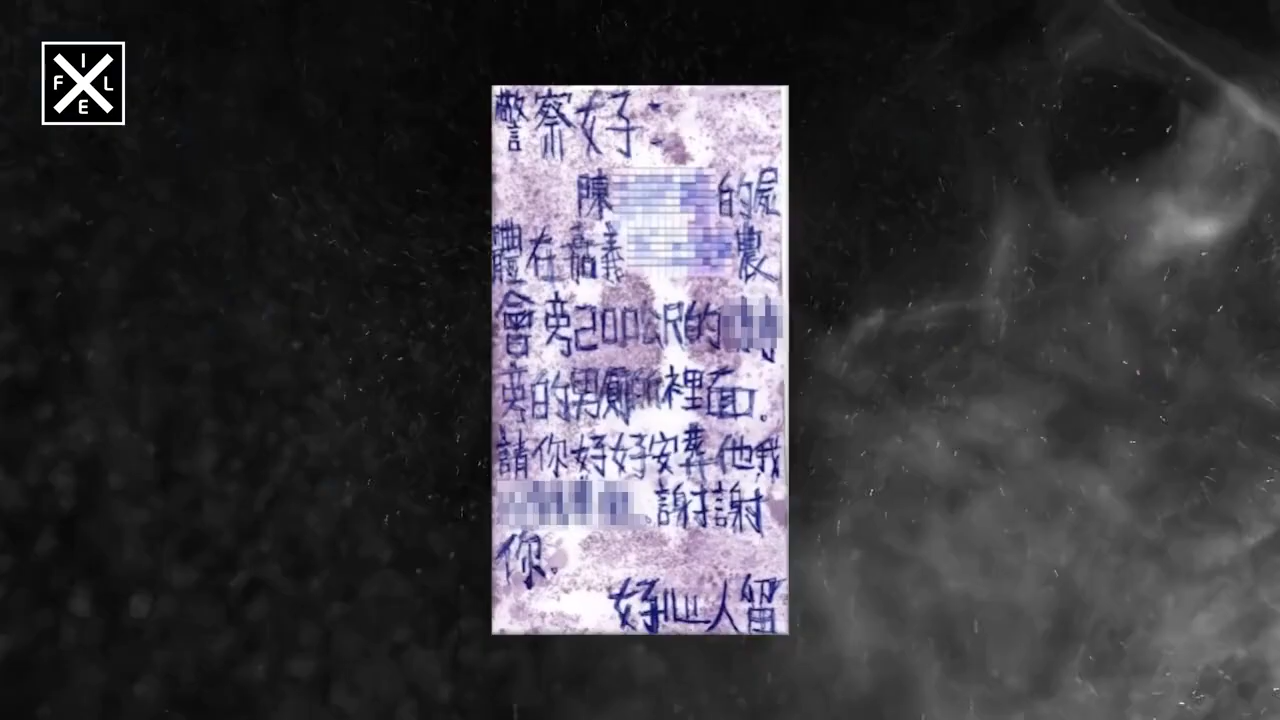 FILE
警察好：
陳 的屍
體在嘉義 農
會旁200公尺的
旁的男廁所裡面。
請你好好安葬他我
。謝謝
你。
好心人留